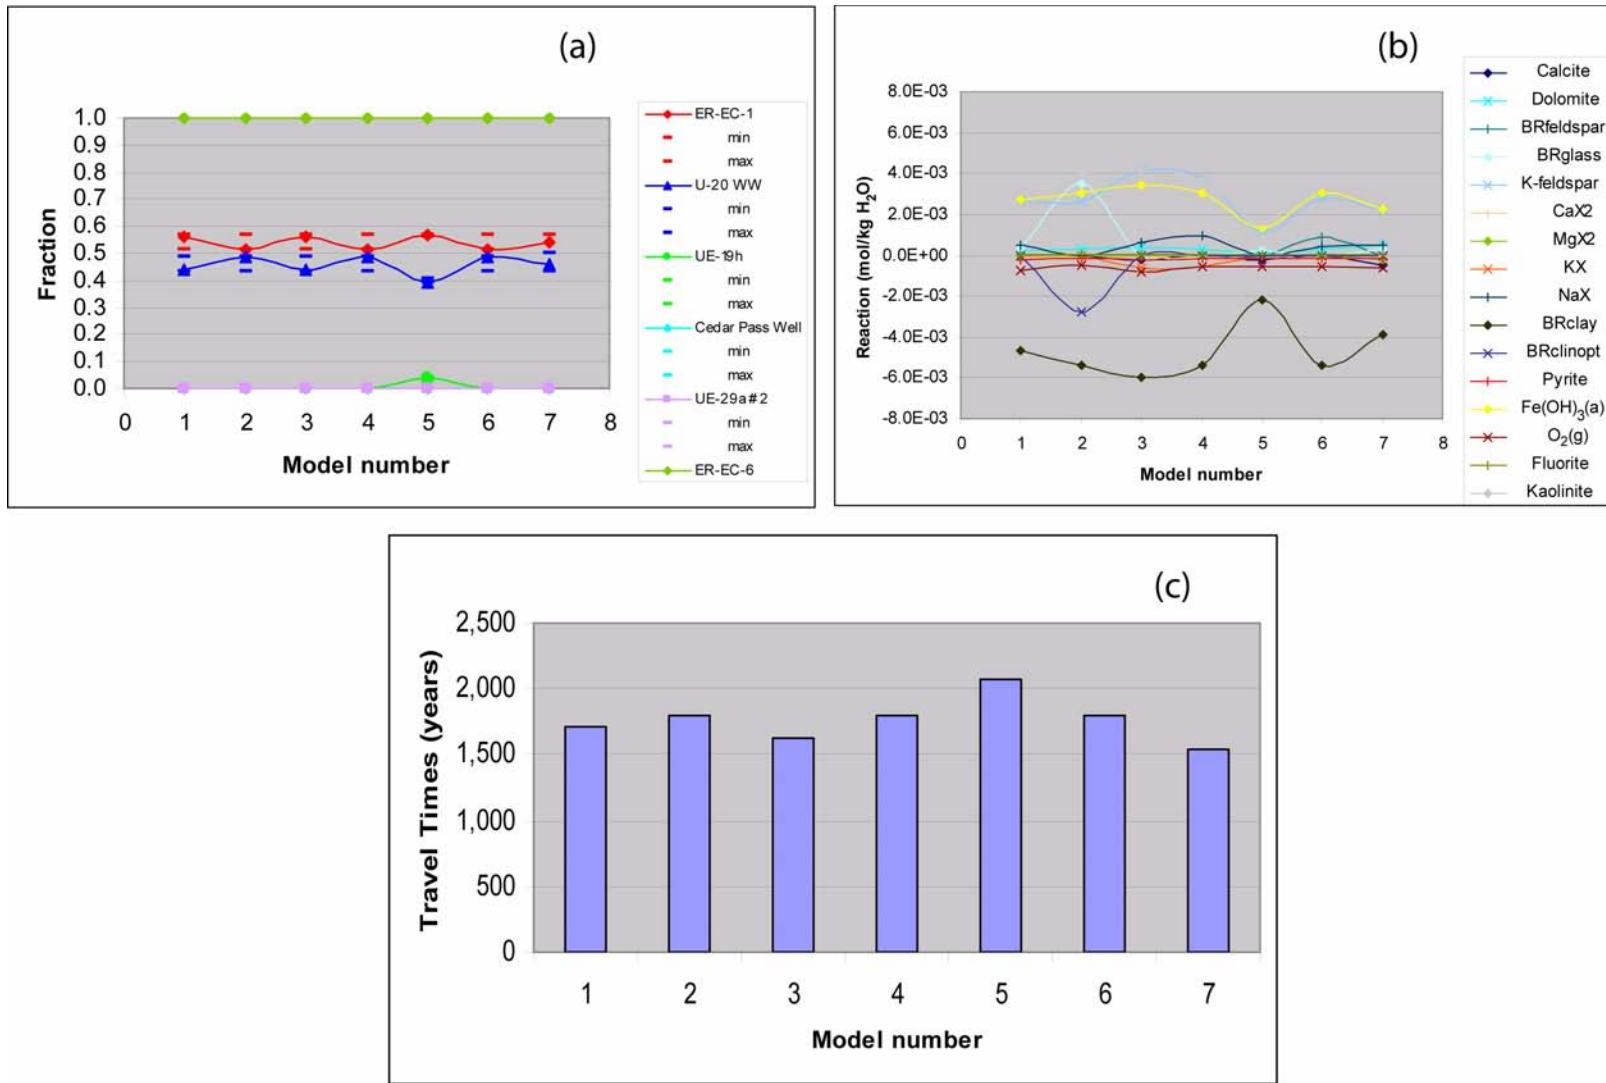 (a)
1.0
0.9
0.8
0.7
0.6
0.5
0.4
0.3
0.2
0.1
0.0
Fraction
0 1 2 3 4 5 6 7 8
Model number
ER-EC-1
min
max
U-20 WW
min
max
UE-19h
min
max
Cedar Pass Well
min
max
UE-29a#2
min
max
ER-EC-6
(b)
8.0E-03
6.0E-03
4.0E-03
2.0E-03
0.0E+00
-2.0E-03
-4.0E-03
-6.0E-03
-8.0E-03
Reaction (mol/kg H₂O)
0 1 2 3 4 5 6 7 8
Model number
Calcite
Dolomite
BRfeldspar
BRglass
K-feldspar
CaX2
MgX2
KX
NaX
BRclay
BRclinopt
Pyrite
Fe(OH)₃(a)
O₂(g)
Fluorite
Kaolinite
(c)
2,500
2,000
1,500
1,000
500
0
Travel Times (years)
1 2 3 4 5 6 7
Model number